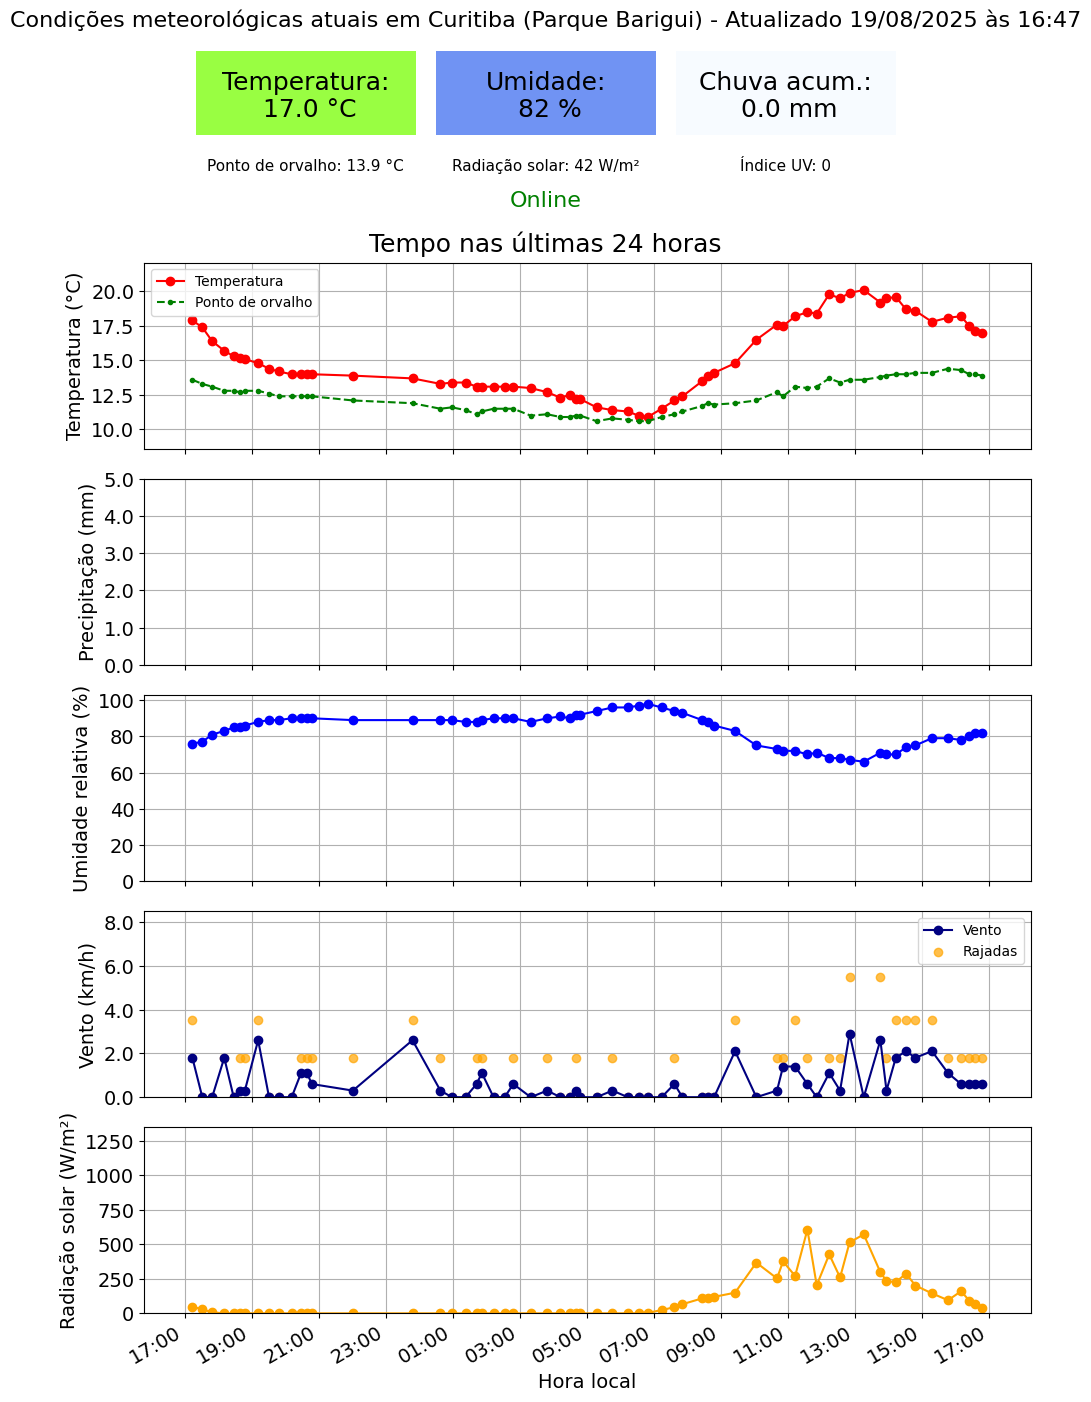 Condições meteorológicas atuais em Curitiba (Parque Barigui) - Atualizado 19/08/2025 às 16:47
Temperatura:
17.0 °C
Umidade:
82 %
Chuva acum.:
0.0 mm
Ponto de orvalho: 13.9 °C
Radiação solar: 42 W/m²
Índice UV: 0
Online
Tempo nas últimas 24 horas
Temperatura (°C)
20.0
17.5
15.0
12.5
10.0
Temperatura
Ponto de orvalho
Precipitação (mm)
5.0
4.0
3.0
2.0
1.0
0.0
Umidade relativa (%)
100
80
60
40
20
0
Vento (km/h)
8.0
6.0
4.0
2.0
0.0
Vento
Rajadas
Radiação solar (W/m²)
1250
1000
750
500
250
0
17:00
19:00
21:00
23:00
01:00
03:00
05:00
07:00
09:00
11:00
13:00
15:00
17:00
Hora local